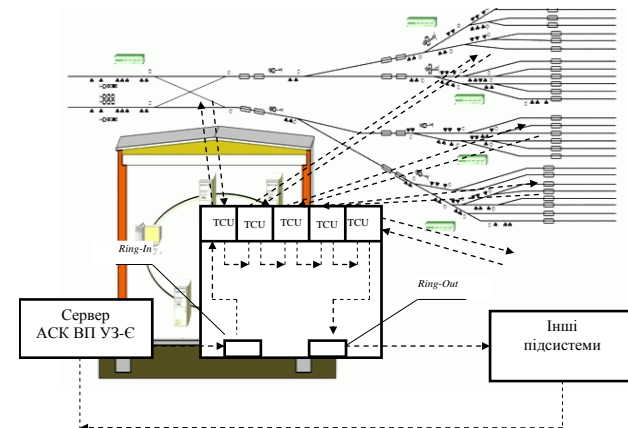 TCU TCU TCU TCU TCU
Ring-In
Ring-Out
Сервер
АСК ВП УЗ-Є
Інші
підсистеми